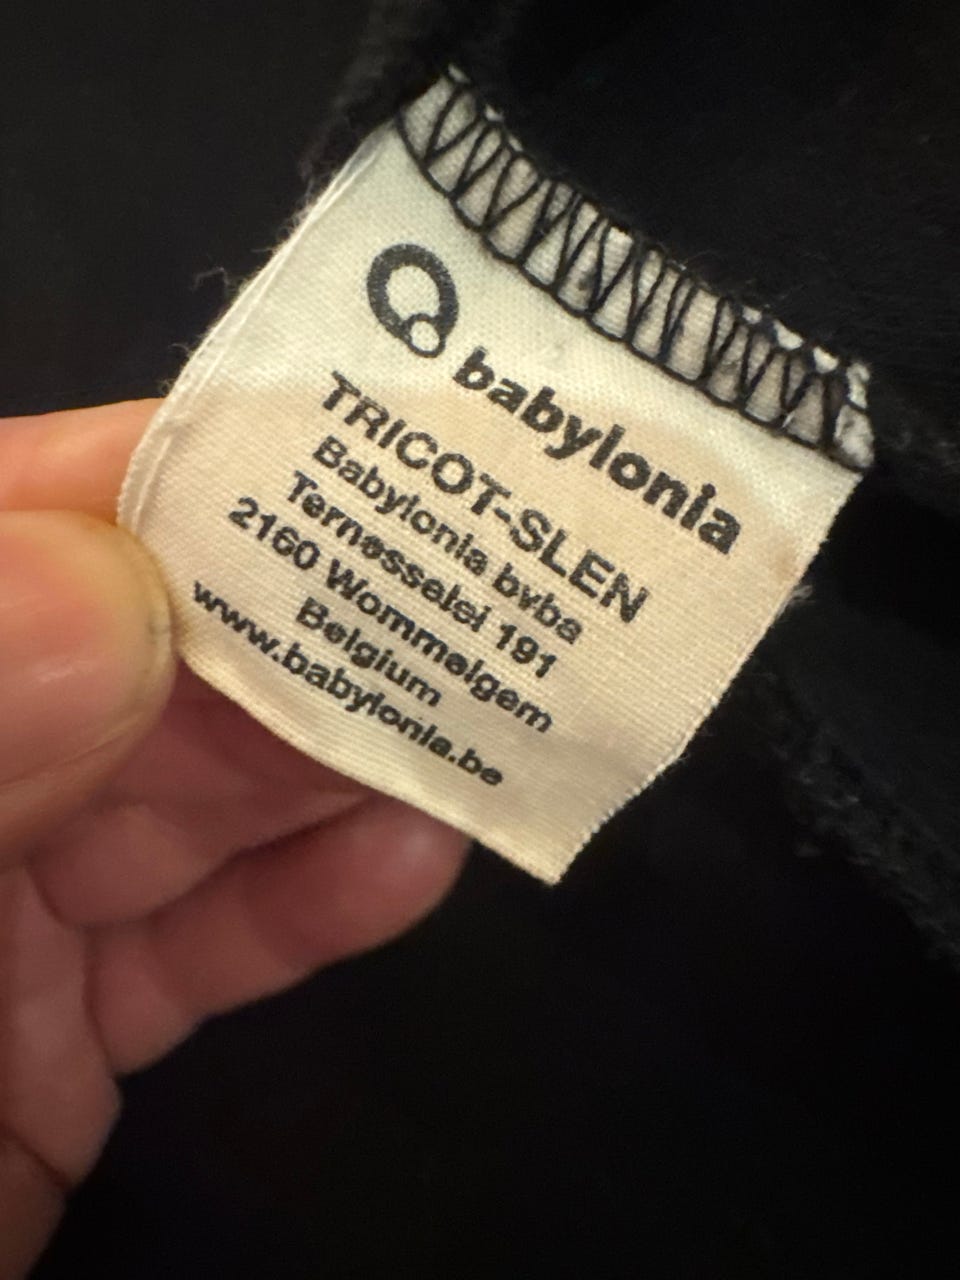 babylonia
TRICOT-SLEN
Babylonia bvba
Ternesselei 191
2160 Wommelgem
Belgium
www.babylonia.be